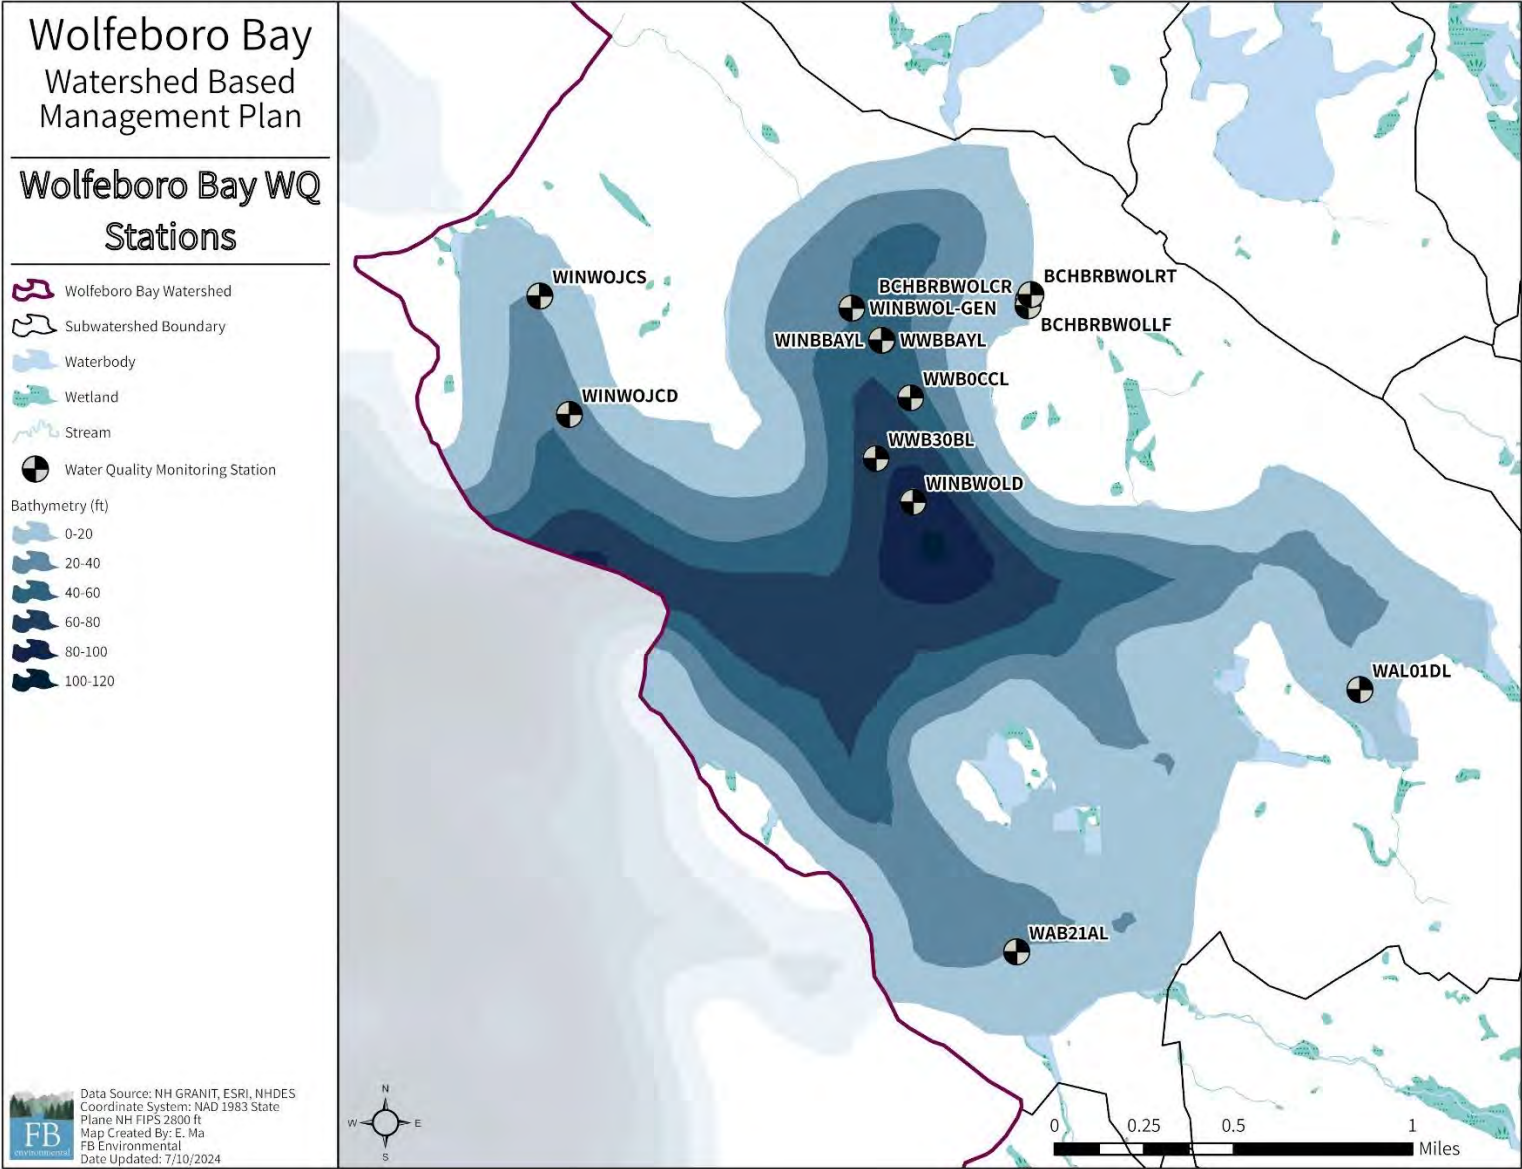 Wolfeboro Bay
Watershed Based
Management Plan
Wolfeboro Bay WQ
Stations
Wolfeboro Bay Watershed
Subwatershed Boundary
Waterbody
Wetland
Stream
Water Quality Monitoring Station
Bathymetry (ft)
0-20
20-40
40-60
60-80
80-100
100-120
FB
environmental
Data Source: NH GRANIT, ESRI, NHDES
Coordinate System: NAD 1983 State
Plane NH FIPS 2800 ft
Map Created By: E. Ma
FB Environmental
Date Updated: 7/10/2024
WINWOJCS
BCHBRBWOLCR
BCHBRBWOLRT
WINBWOL-GEN
BCHBRBWOLLF
WINBBAYL
WWBBAYL
WWB0CCL
WINWOJCD
WWB30BL
WINBWOLD
WAL01DL
WAB21AL
N
W
E
S
0
0.25
0.5
1
Miles